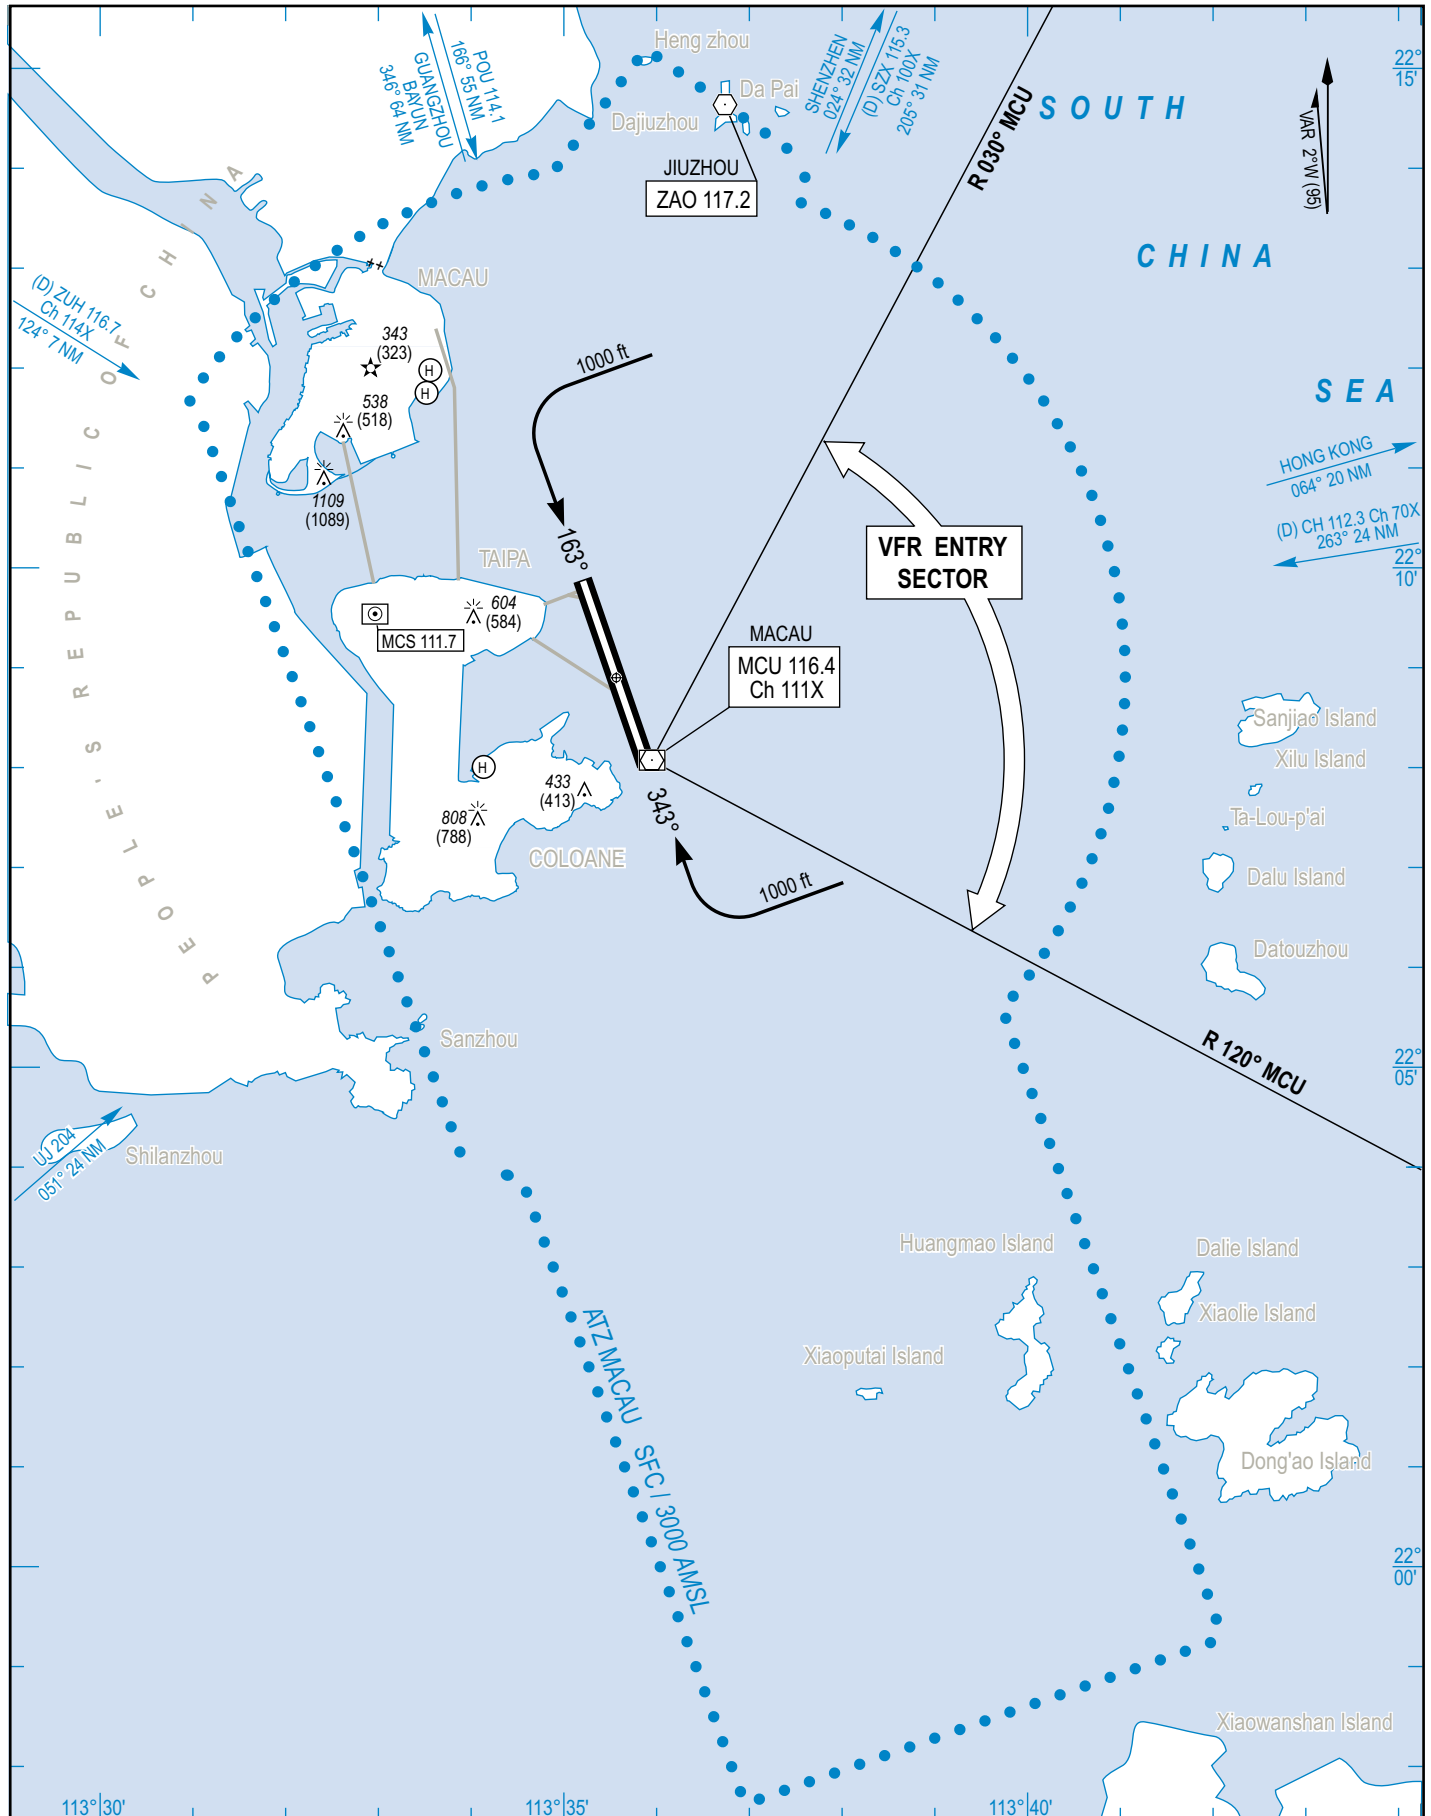 Heng zhou
POU 114.1
166° 55 NM
GUANGZHOU
BAYUN
346° 64 NM
SHENZHEN
024° 32 NM
(D) SZX 115.3
Ch 100X
205° 31 NM
22°
15'
Da Pai
Dajiuzhou
JIUZHOU
ZAO 117.2
R 030° MCU
SOUTH
CHINA
SEA
VAR 2°W (95)
PEOPLE'S REPUBLIC OF CHINA
MACAU
(D) ZUH 116.7
Ch 114X
124° 7 NM
343
(323)
H
H
538
(518)
1109
(1089)
1000 ft
163°
HONG KONG
064° 20 NM
(D) CH 112.3 Ch 70X
263° 24 NM
VFR ENTRY
SECTOR
22°
10'
TAIPA
604
(584)
MCS 111.7
MACAU
MCU 116.4
Ch 111X
Sanjiao Island
Xilu Island
Ta-Lou-p'ai
Dalu Island
Datouzhou
H
433
(413)
808
(788)
343°
COLOANE
1000 ft
Sanzhou
R 120° MCU
22°
05'
UJ 204
051° 24 NM
Shilanzhou
Huangmao Island
Dalie Island
Xiaolie Island
Xiaoputai Island
Dong'ao Island
ATZ MACAU SFC / 3000 AMSL
22°
00'
Xiaowanshan Island
113°30'
113°35'
113°40'